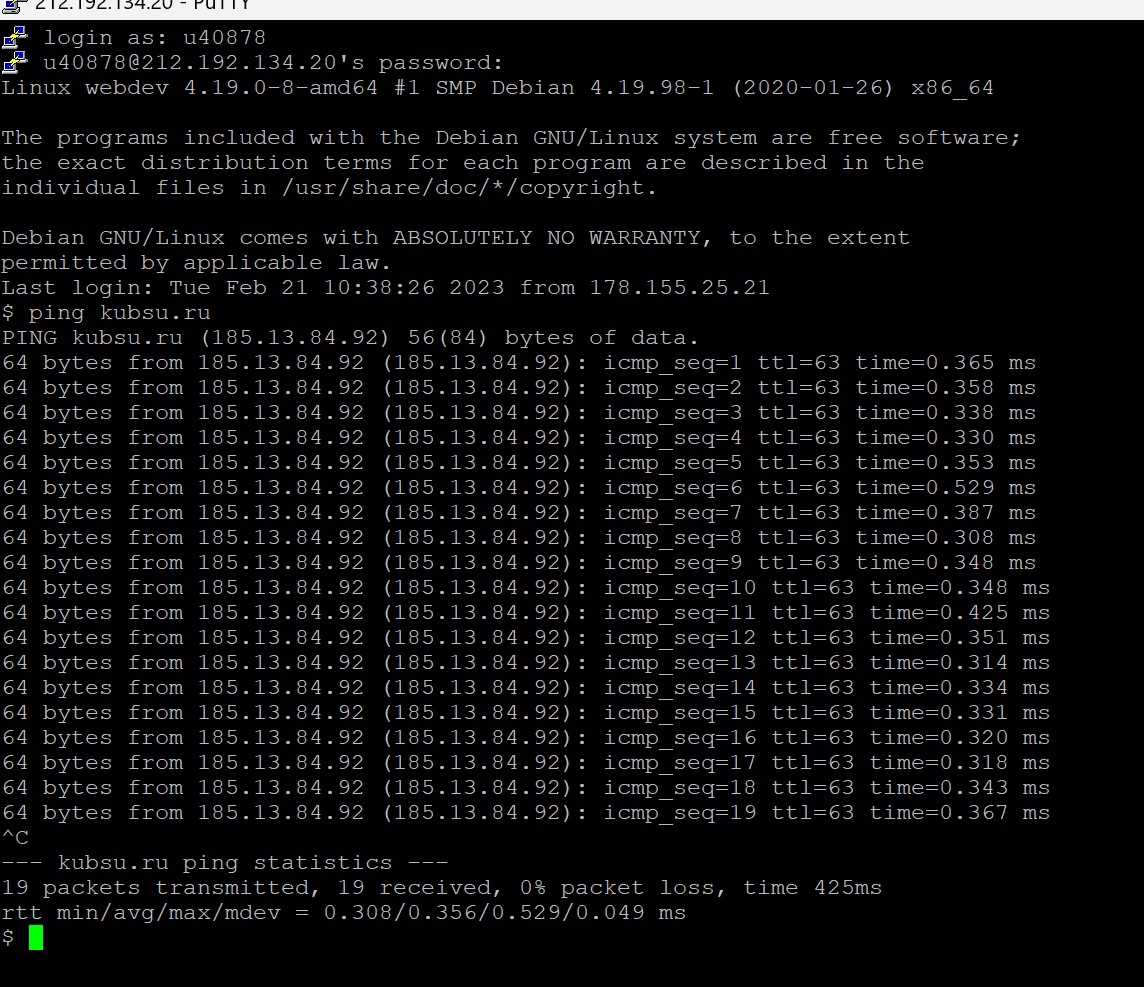 212.192.134.20 - PuTTY
login as: u40878
u40878@212.192.134.20's password:
Linux webdev 4.19.0-8-amd64 #1 SMP Debian 4.19.98-1 (2020-01-26) x86_64
The programs included with the Debian GNU/Linux system are free software;
the exact distribution terms for each program are described in the
individual files in /usr/share/doc/*/copyright.
Debian GNU/Linux comes with ABSOLUTELY NO WARRANTY, to the extent
permitted by applicable law.
Last login: Tue Feb 21 10:38:26 2023 from 178.155.25.21
$ ping kubsu.ru
PING kubsu.ru (185.13.84.92) 56(84) bytes of data.
64 bytes from 185.13.84.92 (185.13.84.92): icmp_seq=1 ttl=63 time=0.365 ms
64 bytes from 185.13.84.92 (185.13.84.92): icmp_seq=2 ttl=63 time=0.358 ms
64 bytes from 185.13.84.92 (185.13.84.92): icmp_seq=3 ttl=63 time=0.338 ms
64 bytes from 185.13.84.92 (185.13.84.92): icmp_seq=4 ttl=63 time=0.330 ms
64 bytes from 185.13.84.92 (185.13.84.92): icmp_seq=5 ttl=63 time=0.353 ms
64 bytes from 185.13.84.92 (185.13.84.92): icmp_seq=6 ttl=63 time=0.529 ms
64 bytes from 185.13.84.92 (185.13.84.92): icmp_seq=7 ttl=63 time=0.387 ms
64 bytes from 185.13.84.92 (185.13.84.92): icmp_seq=8 ttl=63 time=0.308 ms
64 bytes from 185.13.84.92 (185.13.84.92): icmp_seq=9 ttl=63 time=0.348 ms
64 bytes from 185.13.84.92 (185.13.84.92): icmp_seq=10 ttl=63 time=0.348 ms
64 bytes from 185.13.84.92 (185.13.84.92): icmp_seq=11 ttl=63 time=0.425 ms
64 bytes from 185.13.84.92 (185.13.84.92): icmp_seq=12 ttl=63 time=0.351 ms
64 bytes from 185.13.84.92 (185.13.84.92): icmp_seq=13 ttl=63 time=0.314 ms
64 bytes from 185.13.84.92 (185.13.84.92): icmp_seq=14 ttl=63 time=0.334 ms
64 bytes from 185.13.84.92 (185.13.84.92): icmp_seq=15 ttl=63 time=0.331 ms
64 bytes from 185.13.84.92 (185.13.84.92): icmp_seq=16 ttl=63 time=0.320 ms
64 bytes from 185.13.84.92 (185.13.84.92): icmp_seq=17 ttl=63 time=0.318 ms
64 bytes from 185.13.84.92 (185.13.84.92): icmp_seq=18 ttl=63 time=0.343 ms
64 bytes from 185.13.84.92 (185.13.84.92): icmp_seq=19 ttl=63 time=0.367 ms
^C
--- kubsu.ru ping statistics ---
19 packets transmitted, 19 received, 0% packet loss, time 425ms
rtt min/avg/max/mdev = 0.308/0.356/0.529/0.049 ms
$